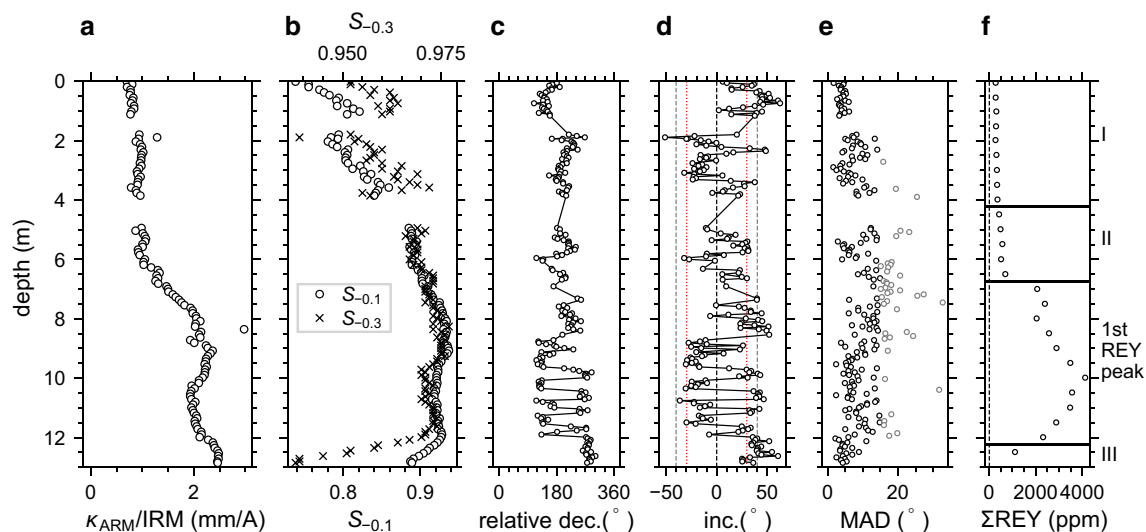 a b c d e f
S−0.3
0.950 0.975
0
2
4
6
8
10
12
depth (m)
S−0.1
S−0.3
I
II
1st
REY
peak
III
0 2
0.8 0.9
0 180 360
−50 0 50
0 20 40
0 2000 4000
κARM/IRM (mm/A)
S−0.1
relative dec.(°)
inc.(°)
MAD (°)
ΣREY (ppm)